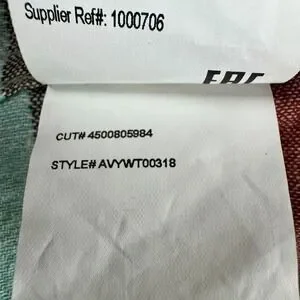 Supplier Ref#: 1000706
CUT# 4500805984
STYLE# AVYWT00318